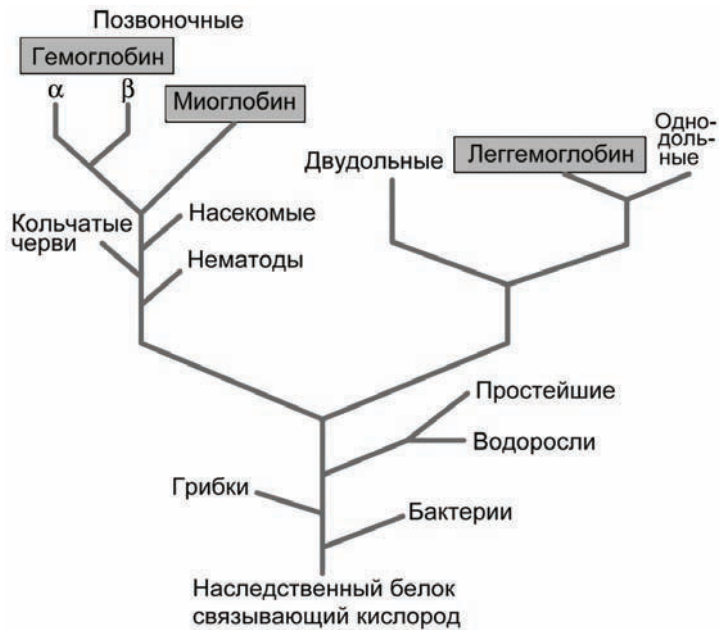 Позвоночные
Гемоглобин
α β
Миоглобин
Двудольные
Леггемоглобин
Одно-
доль-
ные
Кольчатые
черви
Насекомые
Нематоды
Простейшие
Водоросли
Грибки
Бактерии
Наследственный белок
связывающий кислород